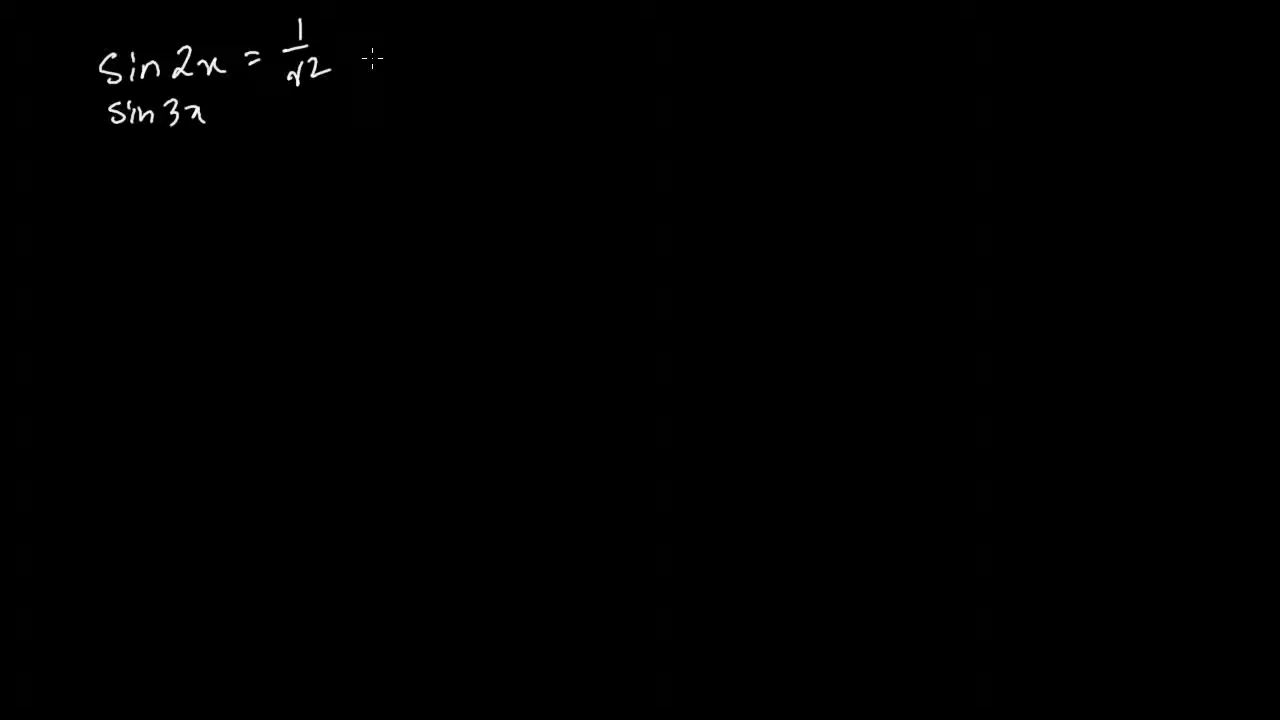 sin 2x = 1/√2
sin 3x